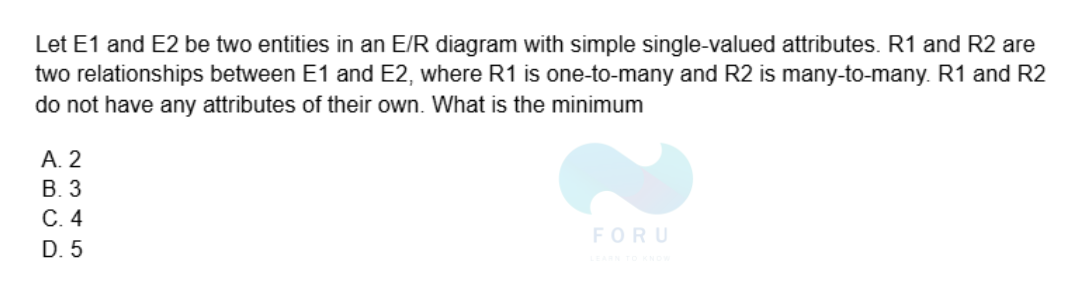 Let E1 and E2 be two entities in an E/R diagram with simple single-valued attributes. R1 and R2 are
two relationships between E1 and E2, where R1 is one-to-many and R2 is many-to-many. R1 and R2
do not have any attributes of their own. What is the minimum
A. 2
B. 3
C. 4
D. 5
FORU
LEARN TO KNOW